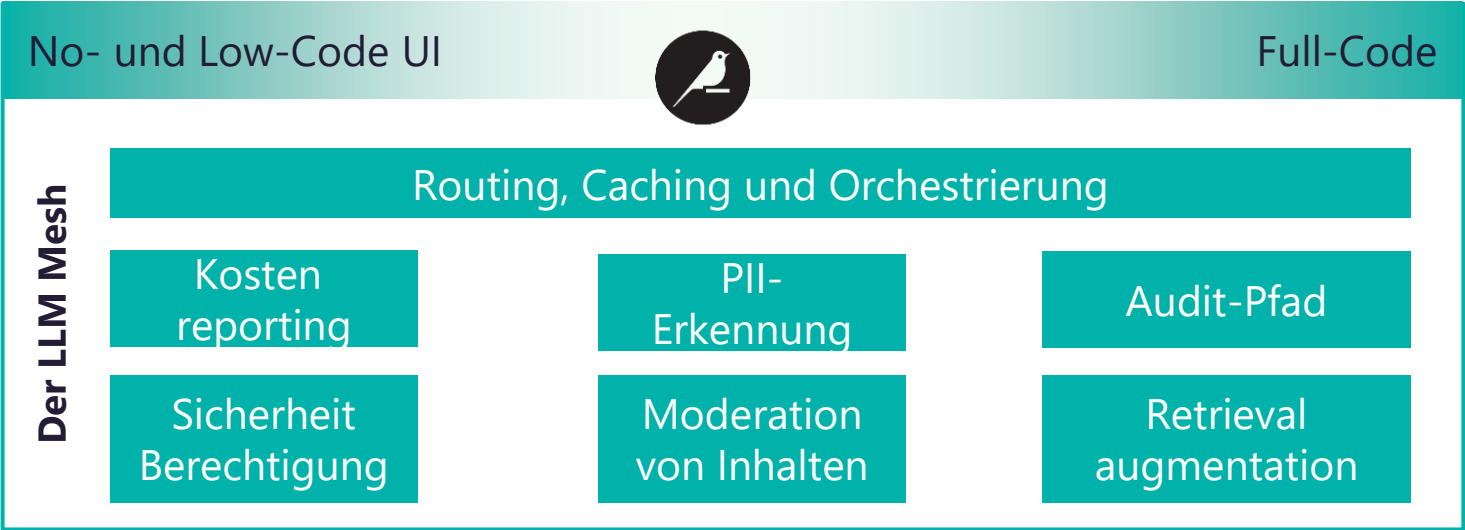 No- und Low-Code UI
Full-Code
Der LLM Mesh
Routing, Caching und Orchestrierung
Kosten
reporting
PII-
Erkennung
Audit-Pfad
Sicherheit
Berechtigung
Moderation
von Inhalten
Retrieval
augmentation